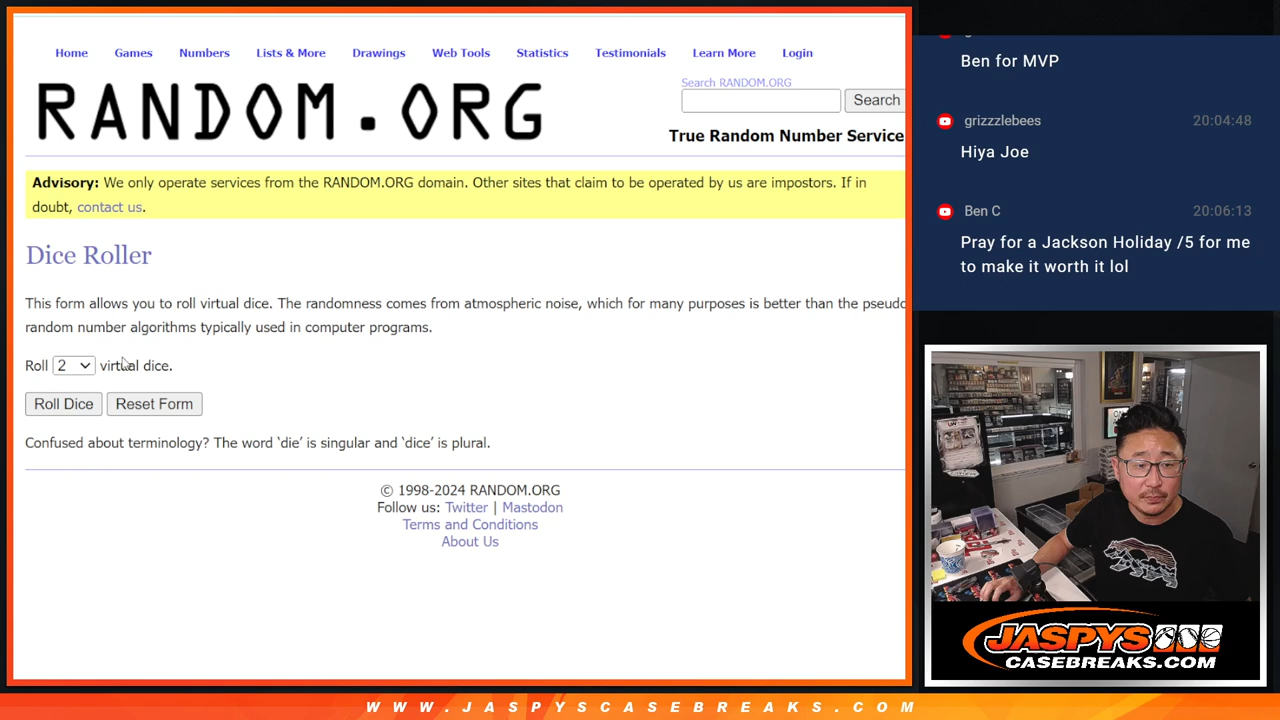 Home Games Numbers Lists & More Drawings Web Tools Statistics Testimonials Learn More Login
RANDOM.ORG
Search RANDOM.ORG
Search
True Random Number Service
Advisory: We only operate services from the RANDOM.ORG domain. Other sites that claim to be operated by us are impostors. If in
doubt, contact us.
Dice Roller
This form allows you to roll virtual dice. The randomness comes from atmospheric noise, which for many purposes is better than the pseudo
random number algorithms typically used in computer programs.
Roll 2 virtual dice.
Roll Dice Reset Form
Confused about terminology? The word ‘die’ is singular and ‘dice’ is plural.
© 1998-2024 RANDOM.ORG
Follow us: Twitter | Mastodon
Terms and Conditions
About Us
Ben for MVP
grizzzlebees 20:04:48
Hiya Joe
Ben C 20:06:13
Pray for a Jackson Holiday /5 for me
to make it worth it lol
JASPYS
CASEBREAKS.COM
WWW.JASPYSCASEBREAKS.COM